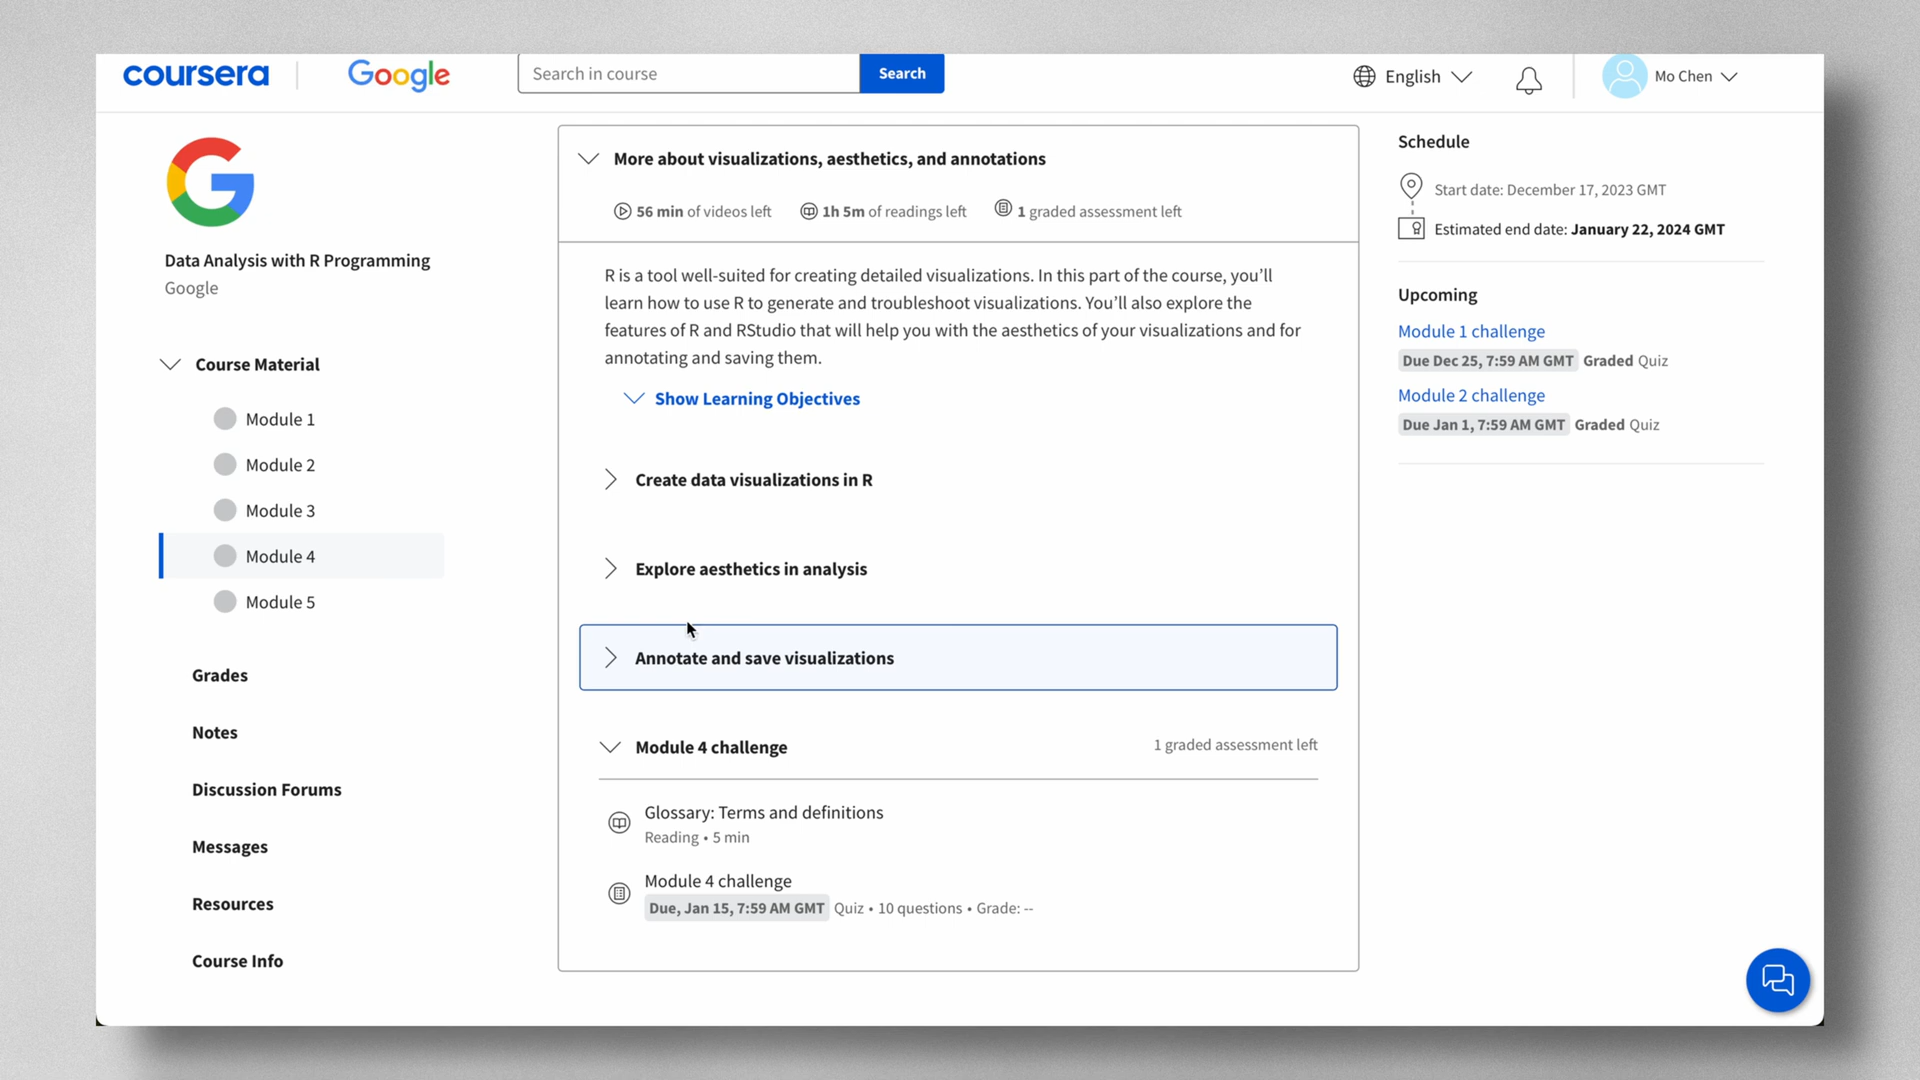 coursera
Google
Search in course
Search
English
Mo Chen
Data Analysis with R Programming
Google
Course Material
Module 1
Module 2
Module 3
Module 4
Module 5
Grades
Notes
Discussion Forums
Messages
Resources
Course Info
More about visualizations, aesthetics, and annotations
56 min of videos left
1h 5m of readings left
1 graded assessment left
R is a tool well-suited for creating detailed visualizations. In this part of the course, you’ll
learn how to use R to generate and troubleshoot visualizations. You’ll also explore the
features of R and RStudio that will help you with the aesthetics of your visualizations and for
annotating and saving them.
Show Learning Objectives
Create data visualizations in R
Explore aesthetics in analysis
Annotate and save visualizations
Module 4 challenge
1 graded assessment left
Glossary: Terms and definitions
Reading • 5 min
Module 4 challenge
Due, Jan 15, 7:59 AM GMT Quiz • 10 questions • Grade: --
Schedule
Start date: December 17, 2023 GMT
Estimated end date: January 22, 2024 GMT
Upcoming
Module 1 challenge
Due Dec 25, 7:59 AM GMT Graded Quiz
Module 2 challenge
Due Jan 1, 7:59 AM GMT Graded Quiz